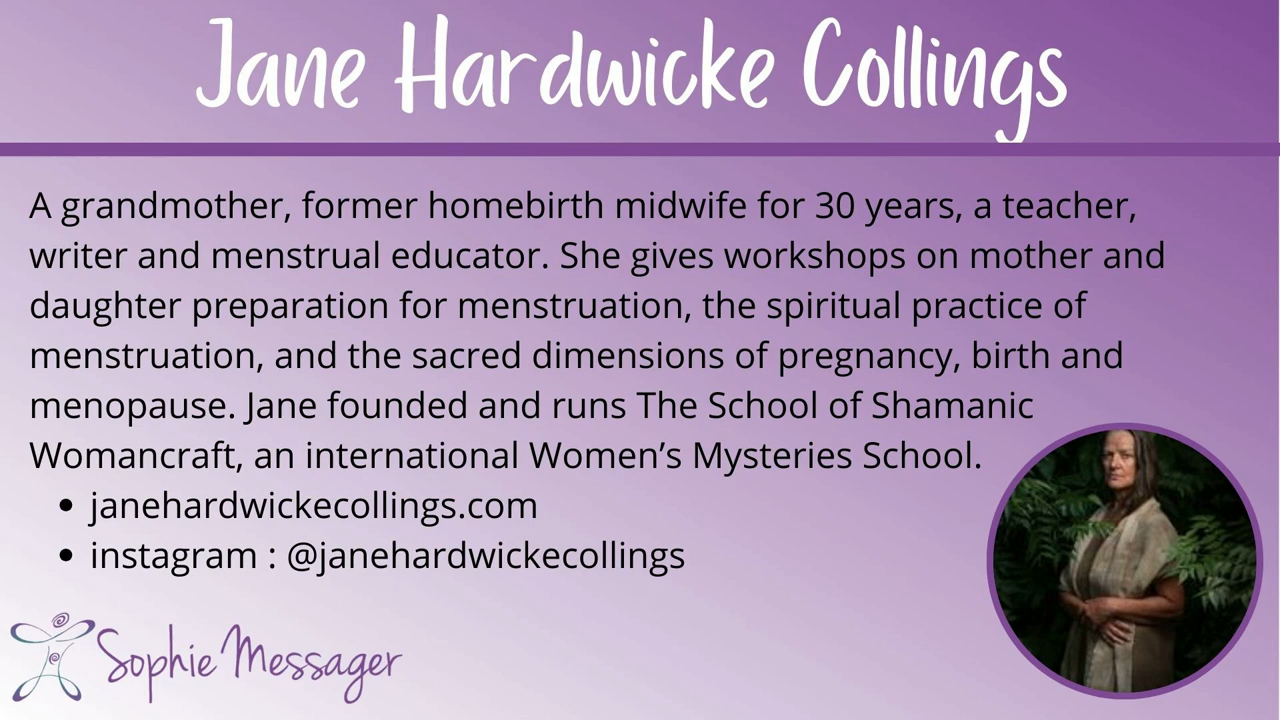 Jane Hardwicke Collings
A grandmother, former homebirth midwife for 30 years, a teacher,
writer and menstrual educator. She gives workshops on mother and
daughter preparation for menstruation, the spiritual practice of
menstruation, and the sacred dimensions of pregnancy, birth and
menopause. Jane founded and runs The School of Shamanic
Womancraft, an international Women’s Mysteries School.
• janehardwickecollings.com
• instagram : @janehardwickecollings
Sophie Messager